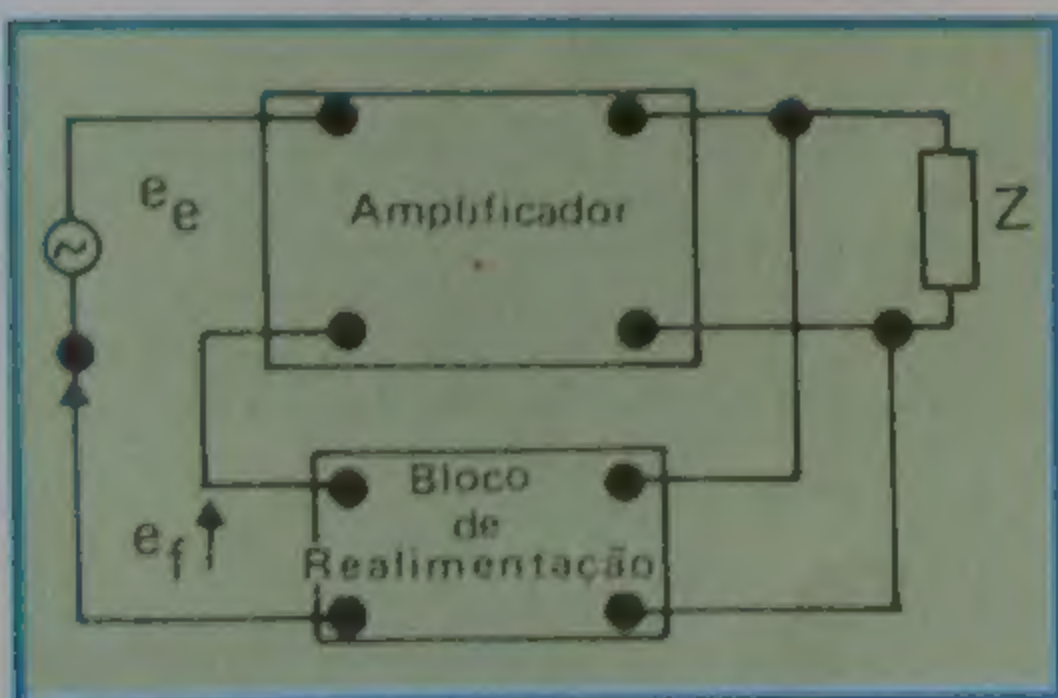 e_e
Amplificador
Z
Bloco
de
Realimentação
e_f